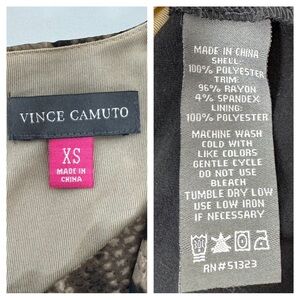 VINCE CAMUTO
XS
MADE IN
CHINA
MADE IN CHINA
SHELL:
100% POLYESTER
TRIM:
96% RAYON
4% SPANDEX
LINING:
100% POLYESTER
MACHINE WASH
COLD WITH
LIKE COLORS
GENTLE CYCLE
DO NOT USE
BLEACH
TUMBLE DRY LOW
USE LOW IRON
IF NECESSARY
RN#51323